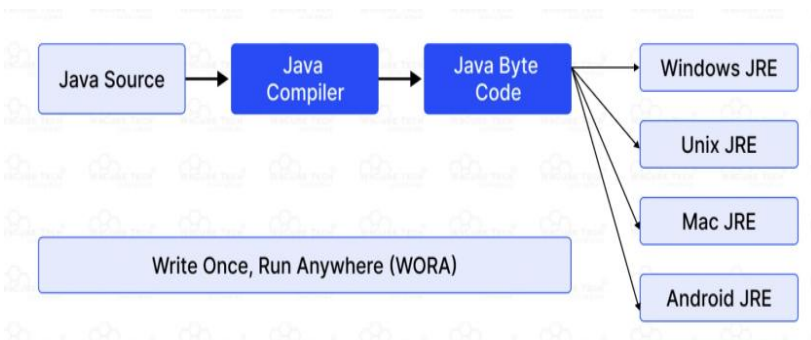 Java Source
Java
Compiler
Java Byte
Code
Windows JRE
Unix JRE
Mac JRE
Android JRE
Write Once, Run Anywhere (WORA)